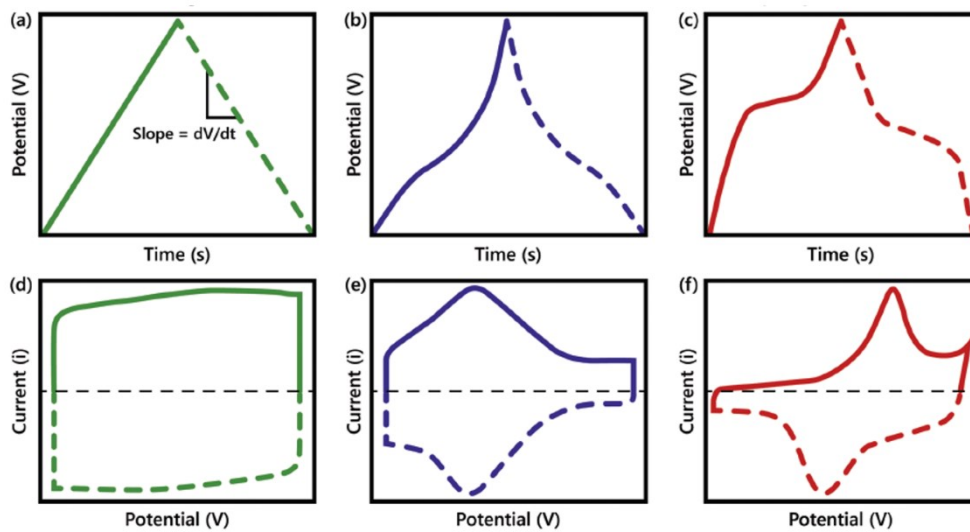 (a)
Potential (V)
Slope = dV/dt
Time (s)
(b)
Potential (V)
Time (s)
(c)
Potential (V)
Time (s)
(d)
Current (i)
Potential (V)
(e)
Current (i)
Potential (V)
(f)
Current (i)
Potential (V)